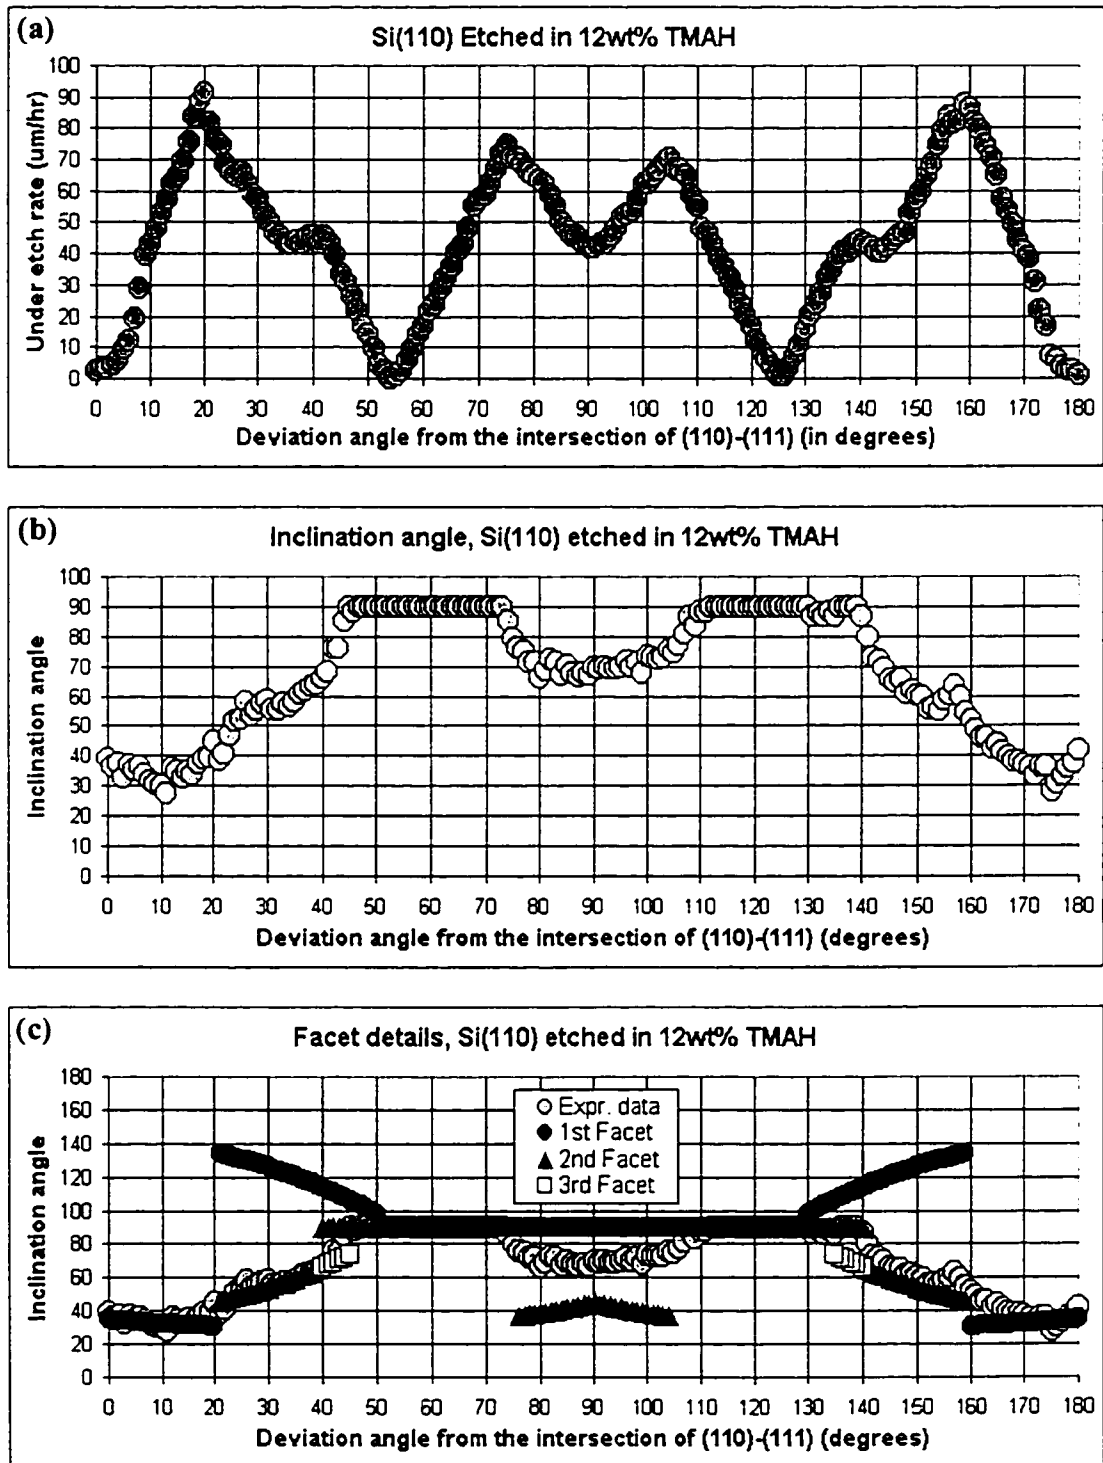 (a)
Si(110) Etched in 12wt% TMAH
Under etch rate (um/hr)
100
90
80
70
60
50
40
30
20
10
0
0 10 20 30 40 50 60 70 80 90 100 110 120 130 140 150 160 170 180
Deviation angle from the intersection of (110)-(111) (in degrees)
(b)
Inclination angle, Si(110) etched in 12wt% TMAH
Inclination angle
100
90
80
70
60
50
40
30
20
10
0
0 10 20 30 40 50 60 70 80 90 100 110 120 130 140 150 160 170 180
Deviation angle from the intersection of (110)-(111) (degrees)
(c)
Facet details, Si(110) etched in 12wt% TMAH
Inclination angle
180
160
140
120
100
80
60
40
20
0
Expr. data
1st Facet
2nd Facet
3rd Facet
0 10 20 30 40 50 60 70 80 90 100 110 120 130 140 150 160 170 180
Deviation angle from the intersection of (110)-(111) (degrees)